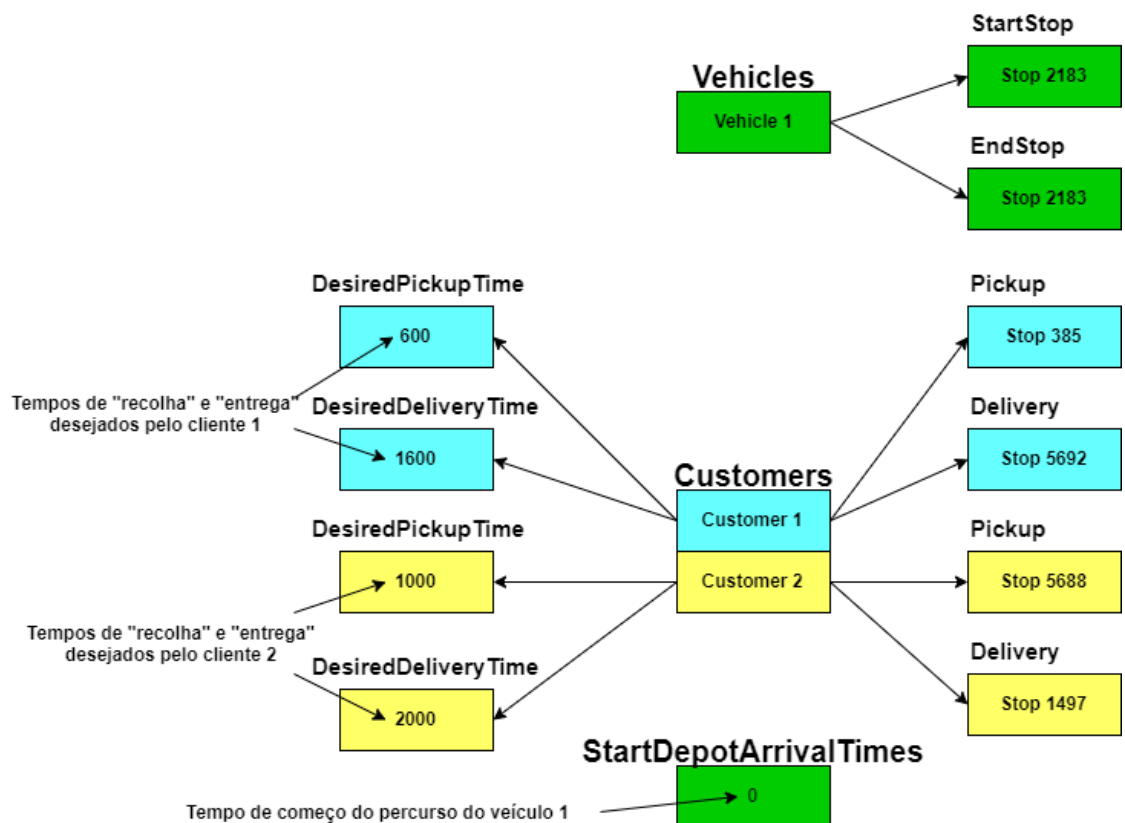 StartStop
Stop 2183
Vehicles
Vehicle 1
EndStop
Stop 2183
DesiredPickupTime
600
Pickup
Stop 385
Tempos de "recolha" e "entrega"
desejados pelo cliente 1
DesiredDeliveryTime
1600
Delivery
Stop 5692
Customers
Customer 1
Customer 2
DesiredPickupTime
1000
Pickup
Stop 5688
Tempos de "recolha" e "entrega"
desejados pelo cliente 2
DesiredDeliveryTime
2000
Delivery
Stop 1497
StartDepotArrivalTimes
0
Tempo de começo do percurso do veículo 1